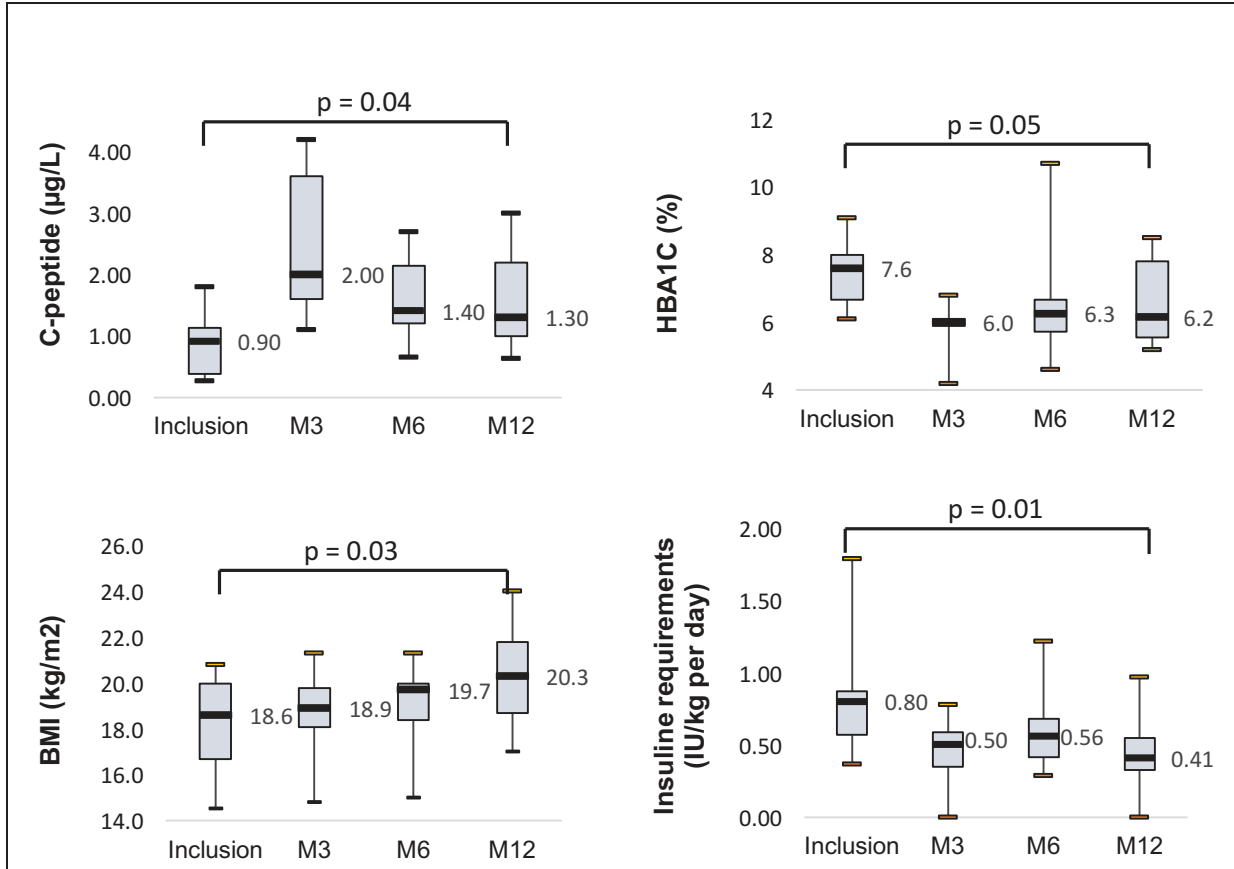 p = 0.04
C-peptide (µg/L)
4.00
3.00
2.00
1.00
0.00
0.90
2.00
1.40
1.30
Inclusion M3 M6 M12
p = 0.05
HBA1C (%)
12
10
8
6
4
7.6
6.0
6.3
6.2
Inclusion M3 M6 M12
p = 0.03
BMI (kg/m2)
26.0
24.0
22.0
20.0
18.0
16.0
14.0
18.6
18.9
19.7
20.3
Inclusion M3 M6 M12
p = 0.01
Insuline requirements
(IU/kg per day)
2.00
1.50
1.00
0.50
0.00
0.80
0.50
0.56
0.41
Inclusion M3 M6 M12